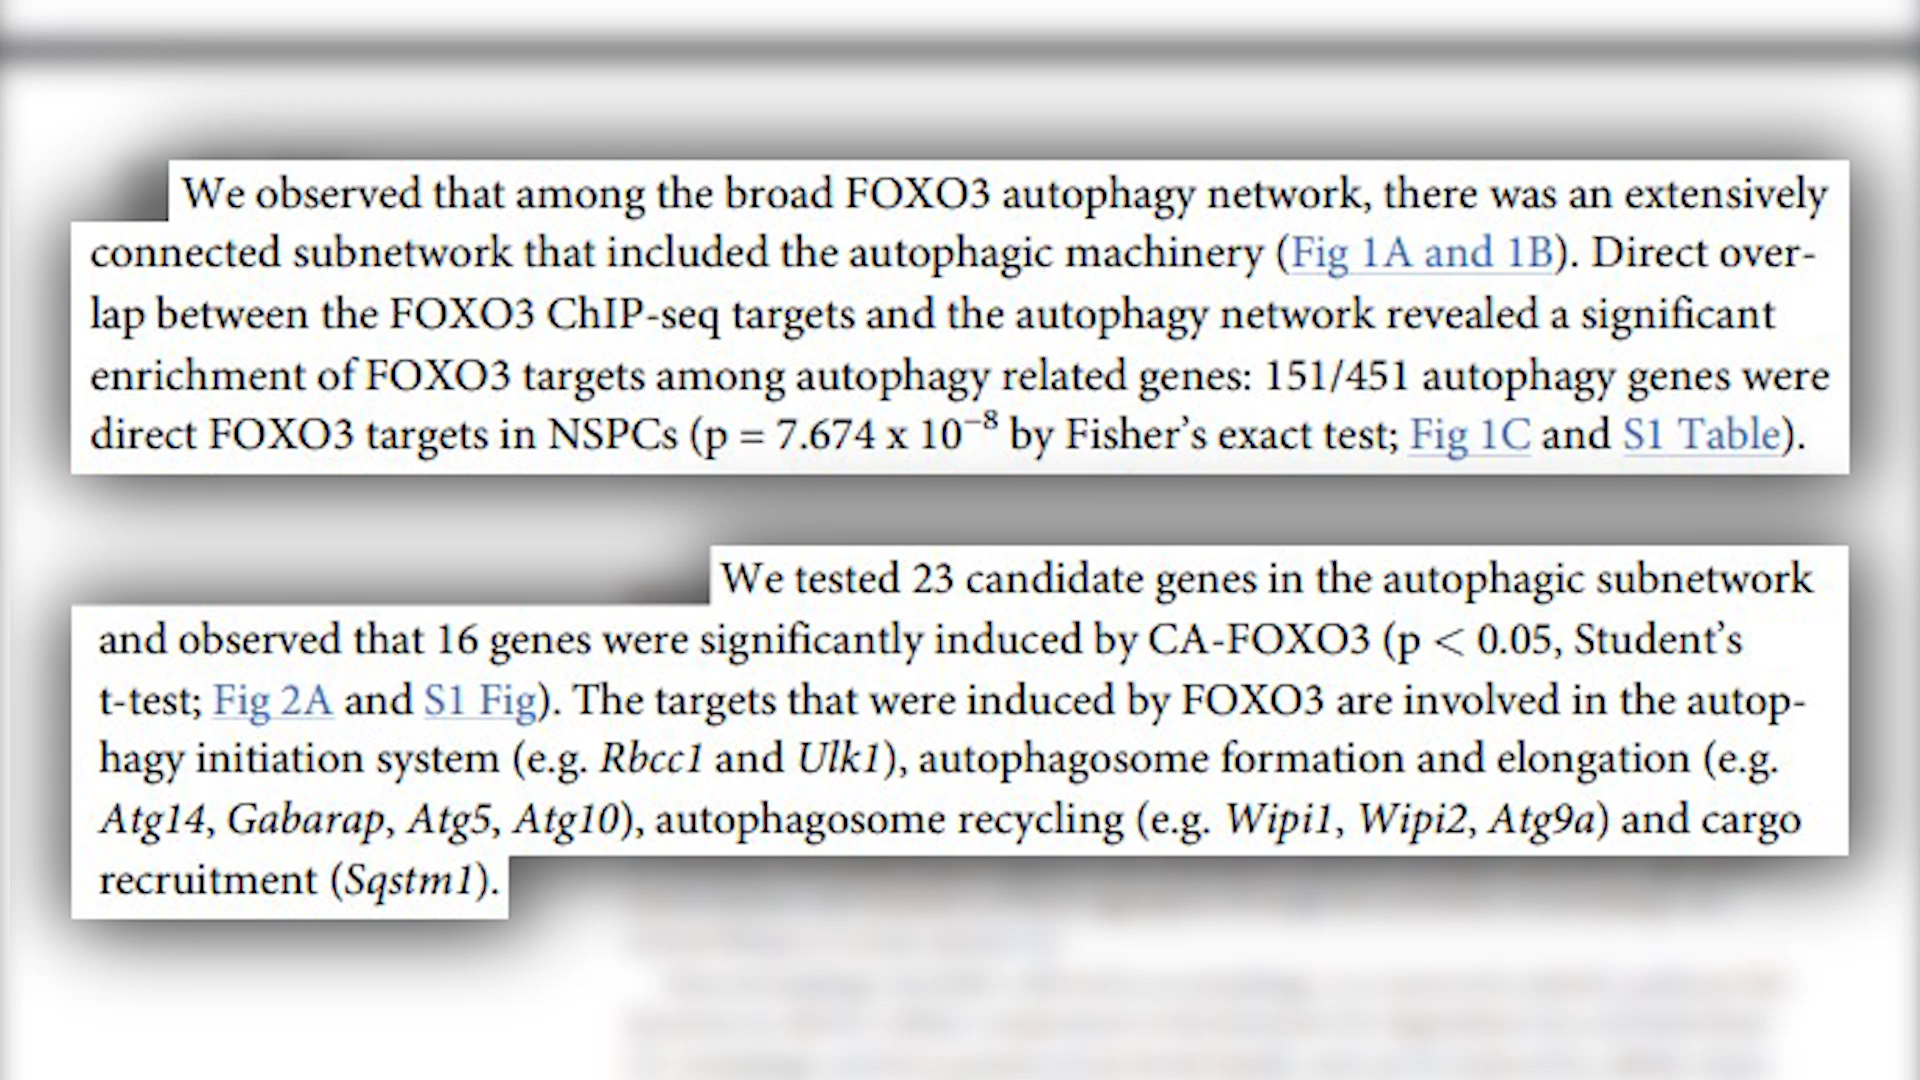 We observed that among the broad FOXO3 autophagy network, there was an extensively
connected subnetwork that included the autophagic machinery (Fig 1A and 1B). Direct over-
lap between the FOXO3 ChIP-seq targets and the autophagy network revealed a significant
enrichment of FOXO3 targets among autophagy related genes: 151/451 autophagy genes were
direct FOXO3 targets in NSPCs (p = 7.674 x 10⁻⁸ by Fisher's exact test; Fig 1C and S1 Table).
We tested 23 candidate genes in the autophagic subnetwork
and observed that 16 genes were significantly induced by CA-FOXO3 (p < 0.05, Student's
t-test; Fig 2A and S1 Fig). The targets that were induced by FOXO3 are involved in the autop-
hagy initiation system (e.g. Rbcc1 and Ulk1), autophagosome formation and elongation (e.g.
Atg14, Gabarap, Atg5, Atg10), autophagosome recycling (e.g. Wipi1, Wipi2, Atg9a) and cargo
recruitment (Sqstm1).